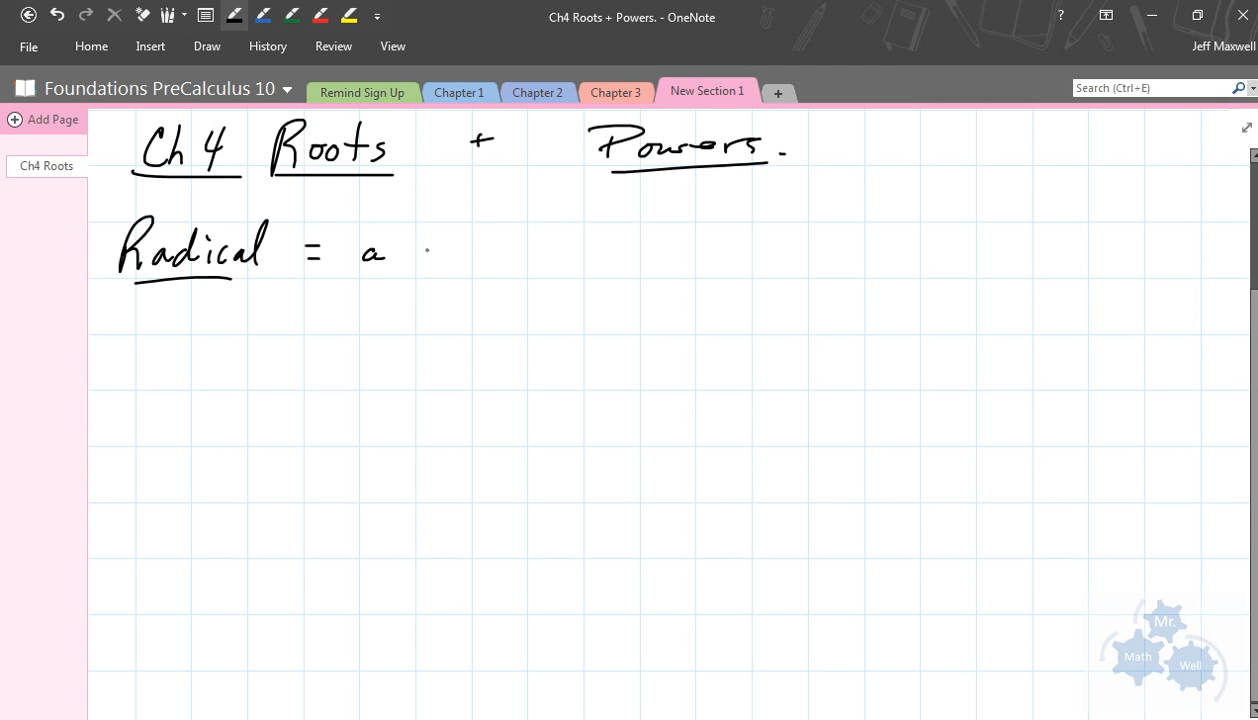 Ch4 Roots + Powers. - OneNote
?
File Home Insert Draw History Review View
Jeff Maxwell
Foundations PreCalculus 10
Remind Sign Up Chapter 1 Chapter 2 Chapter 3 New Section 1 +
Search (Ctrl+E)
Add Page
Ch4 Roots
Ch 4 Roots + Powers.
Radical = a
Mr.
Math
Well